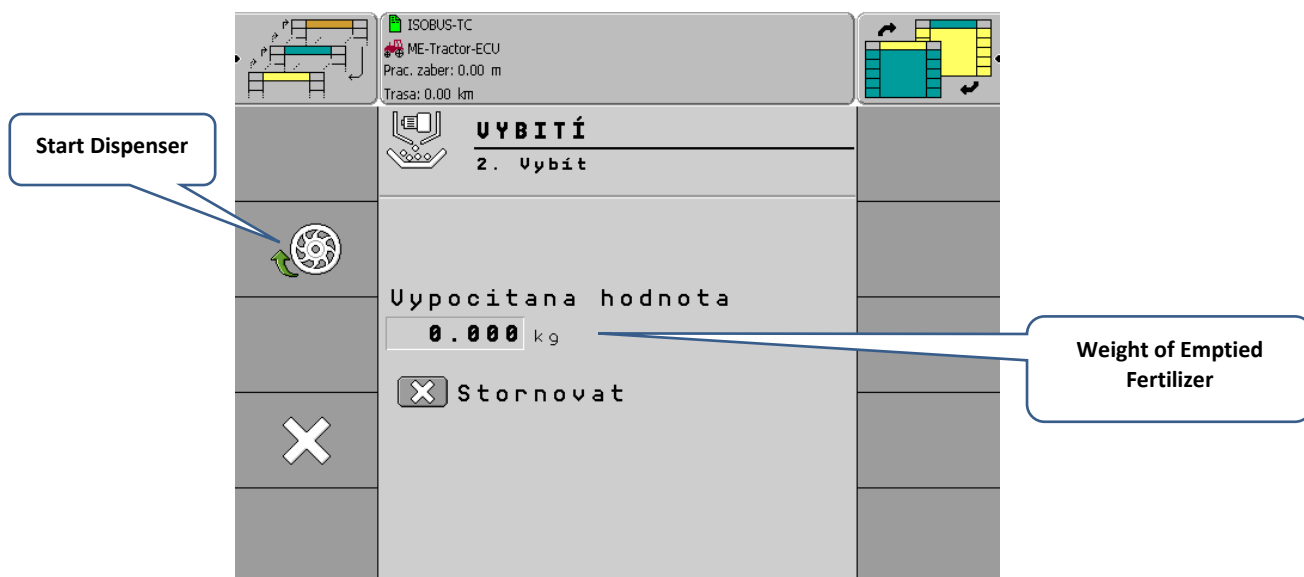 ISOBUS-TC
ME-Tractor-ECU
Prac. zaber: 0.00 m
Trasa: 0.00 km
VYBITÍ
2. Vybít
Start Dispenser
Vypocitana hodnota
0.000 kg
Weight of Emptied
Fertilizer
Stornovat